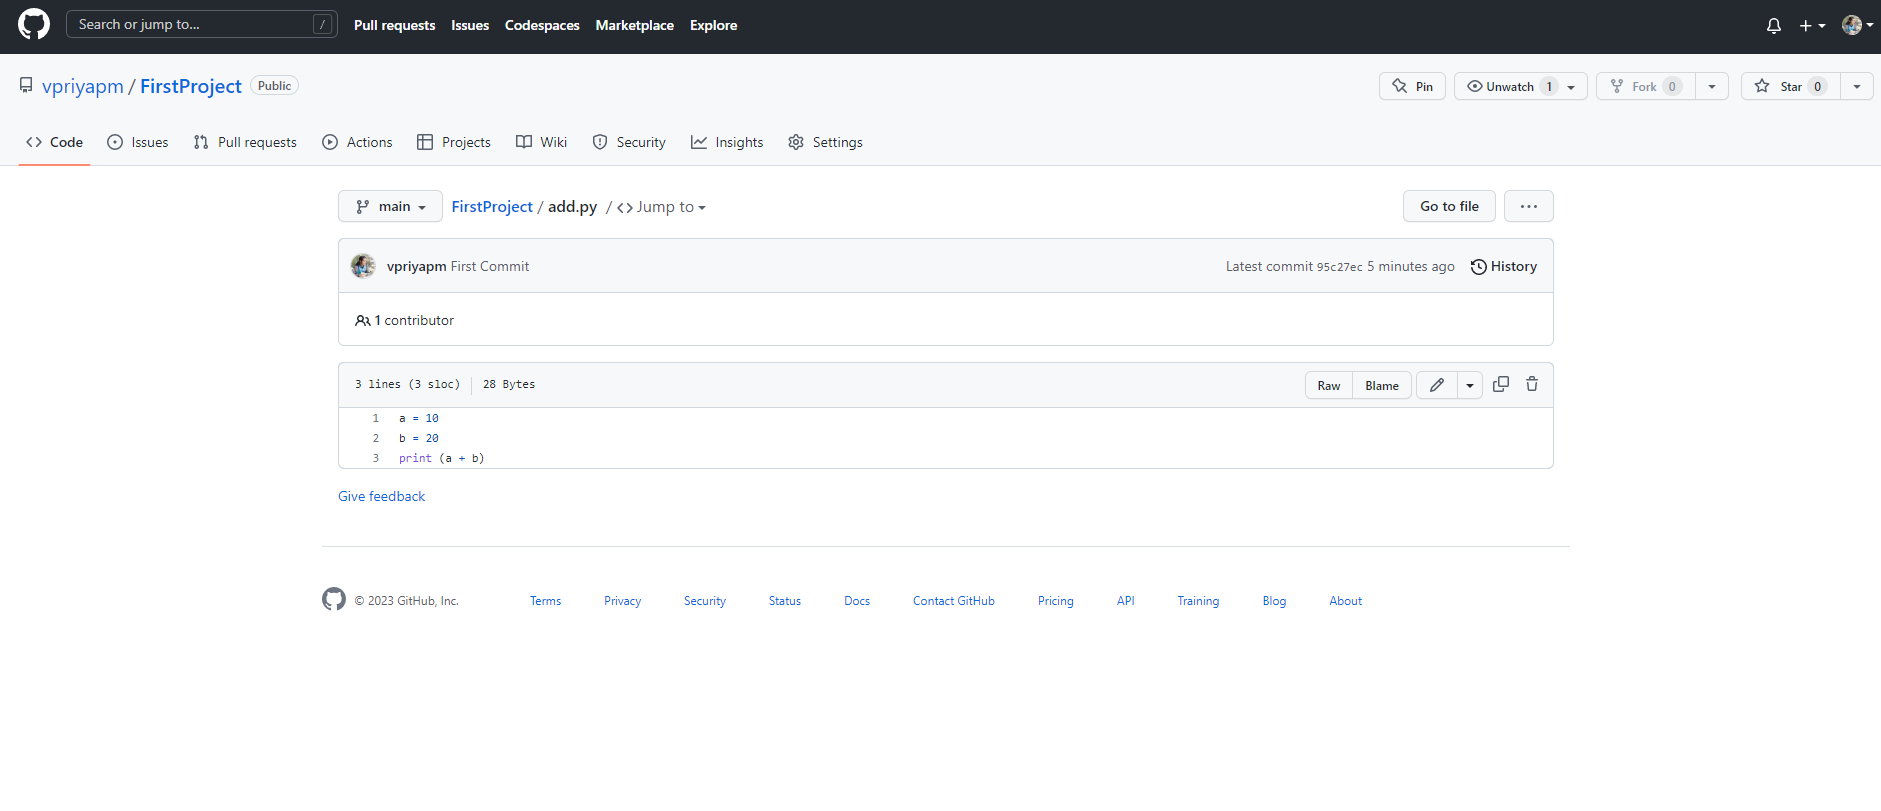 Search or jump to... /
Pull requests Issues Codespaces Marketplace Explore
vpriyapm / FirstProject Public
Pin Unwatch 1 Fork 0 Star 0
Code Issues Pull requests Actions Projects Wiki Security Insights Settings
main FirstProject / add.py / <> Jump to Go to file ...
vpriyapm First Commit Latest commit 95c27ec 5 minutes ago History
1 contributor
3 lines (3 sloc) 28 Bytes Raw Blame
1 a = 10
2 b = 20
3 print (a + b)
Give feedback
© 2023 GitHub, Inc. Terms Privacy Security Status Docs Contact GitHub Pricing API Training Blog About